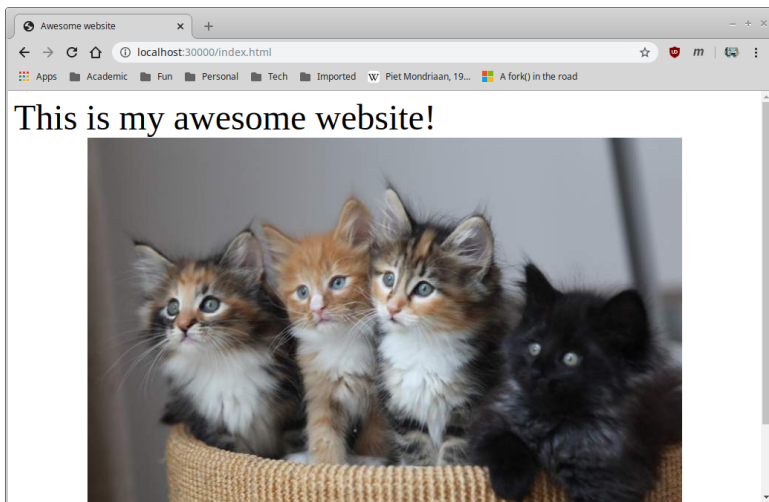 Awesome website
localhost:30000/index.html
Apps Academic Fun Personal Tech Imported W Piet Mondriaan, 19... A fork() in the road
This is my awesome website!